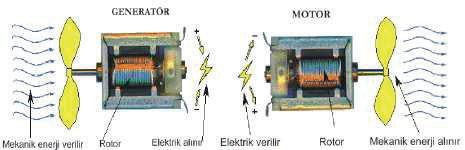 GENERATÖR
MOTOR
+
-
-
+
Mekanik enerji verilir
Rotor
Elektrik alınır
Elektrik verilir
Rotor
Mekanik enerji alınır